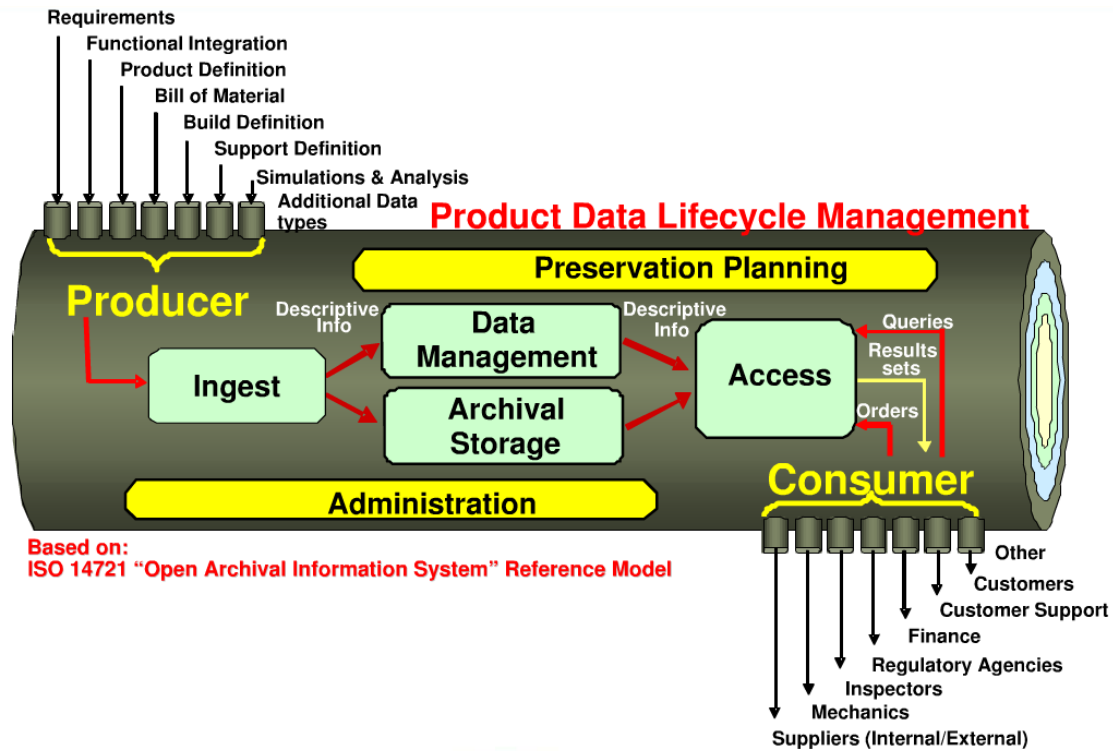 Requirements
Functional Integration
Product Definition
Bill of Material
Build Definition
Support Definition
Simulations & Analysis
Additional Data
types
Product Data Lifecycle Management
Preservation Planning
Producer
Descriptive
Info
Data
Management
Descriptive
Info
Queries
Results
sets
Ingest
Access
Archival
Storage
Orders
Consumer
Administration
Based on:
ISO 14721 “Open Archival Information System” Reference Model
Other
Customers
Customer Support
Finance
Regulatory Agencies
Inspectors
Mechanics
Suppliers (Internal/External)